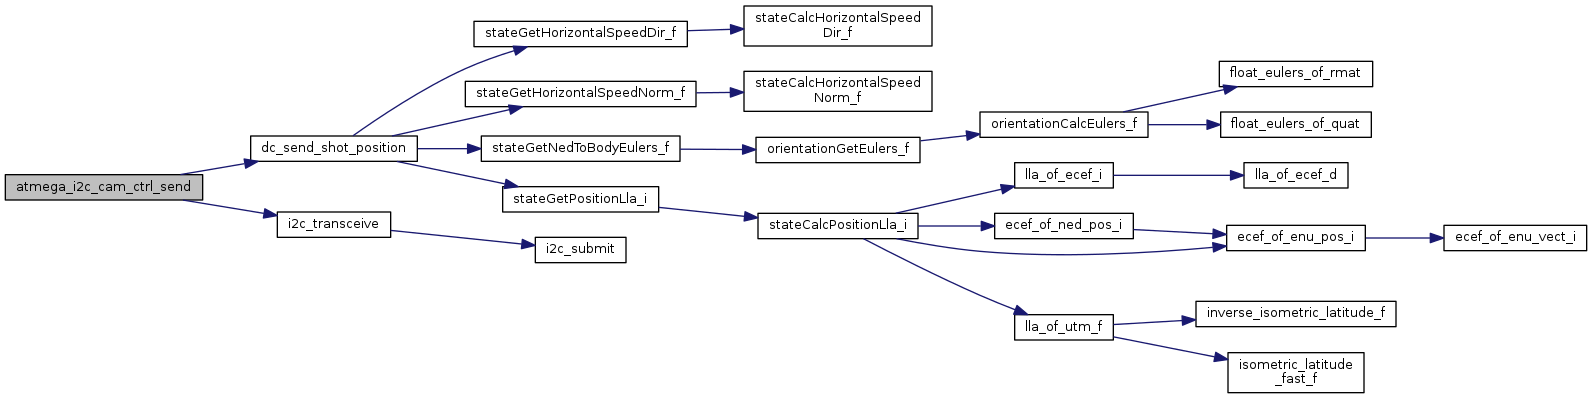 atmega_i2c_cam_ctrl_send
dc_send_shot_position
i2c_transceive
stateGetHorizontalSpeedDir_f
stateGetHorizontalSpeedNorm_f
stateGetNedToBodyEulers_f
stateGetPositionLla_i
i2c_submit
stateCalcHorizontalSpeed
Dir_f
stateCalcHorizontalSpeed
Norm_f
orientationGetEulers_f
stateCalcPositionLla_i
orientationCalcEulers_f
lla_of_ecef_i
ecef_of_ned_pos_i
lla_of_utm_f
float_eulers_of_rmat
float_eulers_of_quat
lla_of_ecef_d
ecef_of_enu_pos_i
inverse_isometric_latitude_f
isometric_latitude
_fast_f
ecef_of_enu_vect_i